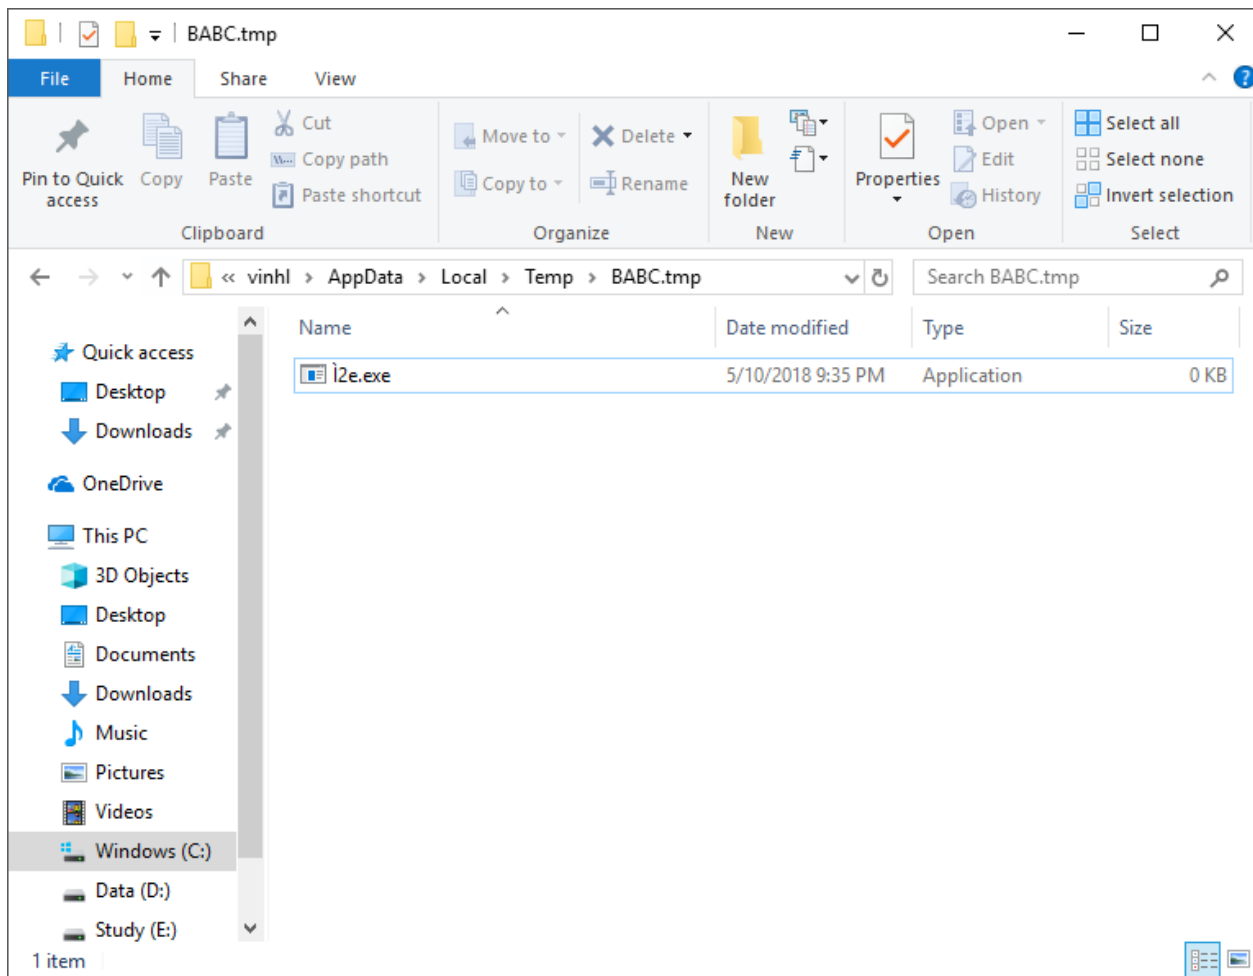 BABC.tmp
File Home Share View
Pin to Quick access
Copy
Paste
Cut
Copy path
Paste shortcut
Clipboard
Move to
Copy to
Delete
Rename
Organize
New folder
New
Properties
Open
Edit
History
Open
Select all
Select none
Invert selection
Select
« vinhl > AppData > Local > Temp > BABC.tmp
Search BABC.tmp
Name Date modified Type Size
Ì2e.exe 5/10/2018 9:35 PM Application 0 KB
Quick access
Desktop
Downloads
OneDrive
This PC
3D Objects
Desktop
Documents
Downloads
Music
Pictures
Videos
Windows (C:)
Data (D:)
Study (E:)
1 item